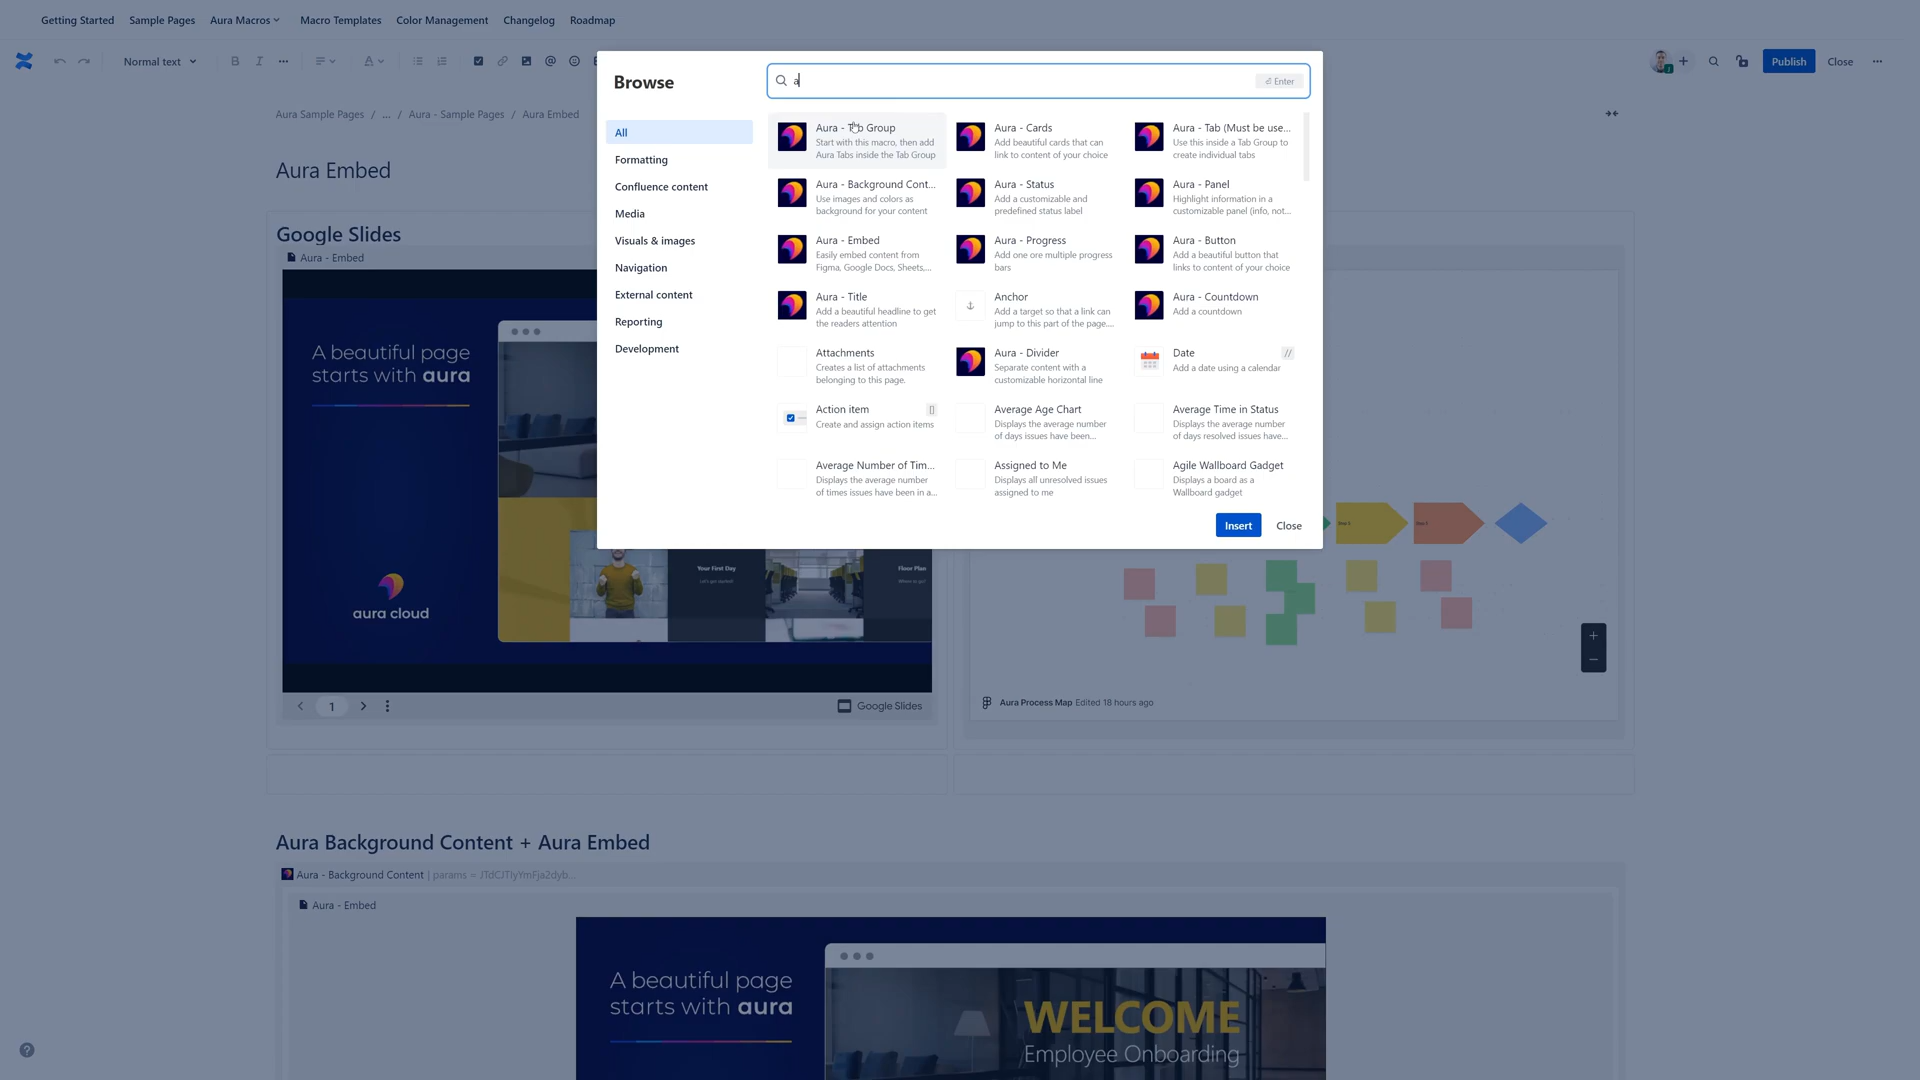 Getting Started Sample Pages Aura Macros Macro Templates Color Management Changelog Roadmap
Normal text B I ... A @ Publish Close
Browse
a
Enter
Aura Sample Pages / ... / Aura - Sample Pages / Aura Embed
Aura Embed
Google Slides
Aura - Embed
A beautiful page
starts with aura
aura cloud
All
Formatting
Confluence content
Media
Visuals & images
Navigation
External content
Reporting
Development
Aura - Tab Group
Start with this macro, then add
Aura Tabs inside the Tab Group
Aura - Cards
Add beautiful cards that can
link to content of your choice
Aura - Tab (Must be use...
Use this inside a Tab Group to
create individual tabs
Aura - Background Cont...
Use images and colors as
background for your content
Aura - Status
Add a customizable and
predefined status label
Aura - Panel
Highlight information in a
customizable panel (info, not...
Aura - Embed
Easily embed content from
Figma, Google Docs, Sheets,...
Aura - Progress
Add one ore multiple progress
bars
Aura - Button
Add a beautiful button that
links to content of your choice
Aura - Title
Add a beautiful headline to get
the readers attention
Anchor
Add a target so that a link can
jump to this part of the page....
Aura - Countdown
Add a countdown
Attachments
Creates a list of attachments
belonging to this page.
Aura - Divider
Separate content with a
customizable horizontal line
Date //
Add a date using a calendar
Action item []
Create and assign action items
Average Age Chart
Displays the average number
of days issues have been...
Average Time in Status
Displays the average number
of days resolved issues have...
Average Number of Tim...
Displays the average number
of times issues have been in a...
Assigned to Me
Displays all unresolved issues
assigned to me
Agile Wallboard Gadget
Displays a board as a
Wallboard gadget
Insert Close
Your First Day
Let's get started!
Floor Plan
Where to go?
1
Google Slides
Aura Process Map Edited 18 hours ago
Aura Background Content + Aura Embed
Aura - Background Content | params = JTdCJTIyYmFja2dyb...
Aura - Embed
A beautiful page
starts with aura
WELCOME
Employee Onboarding